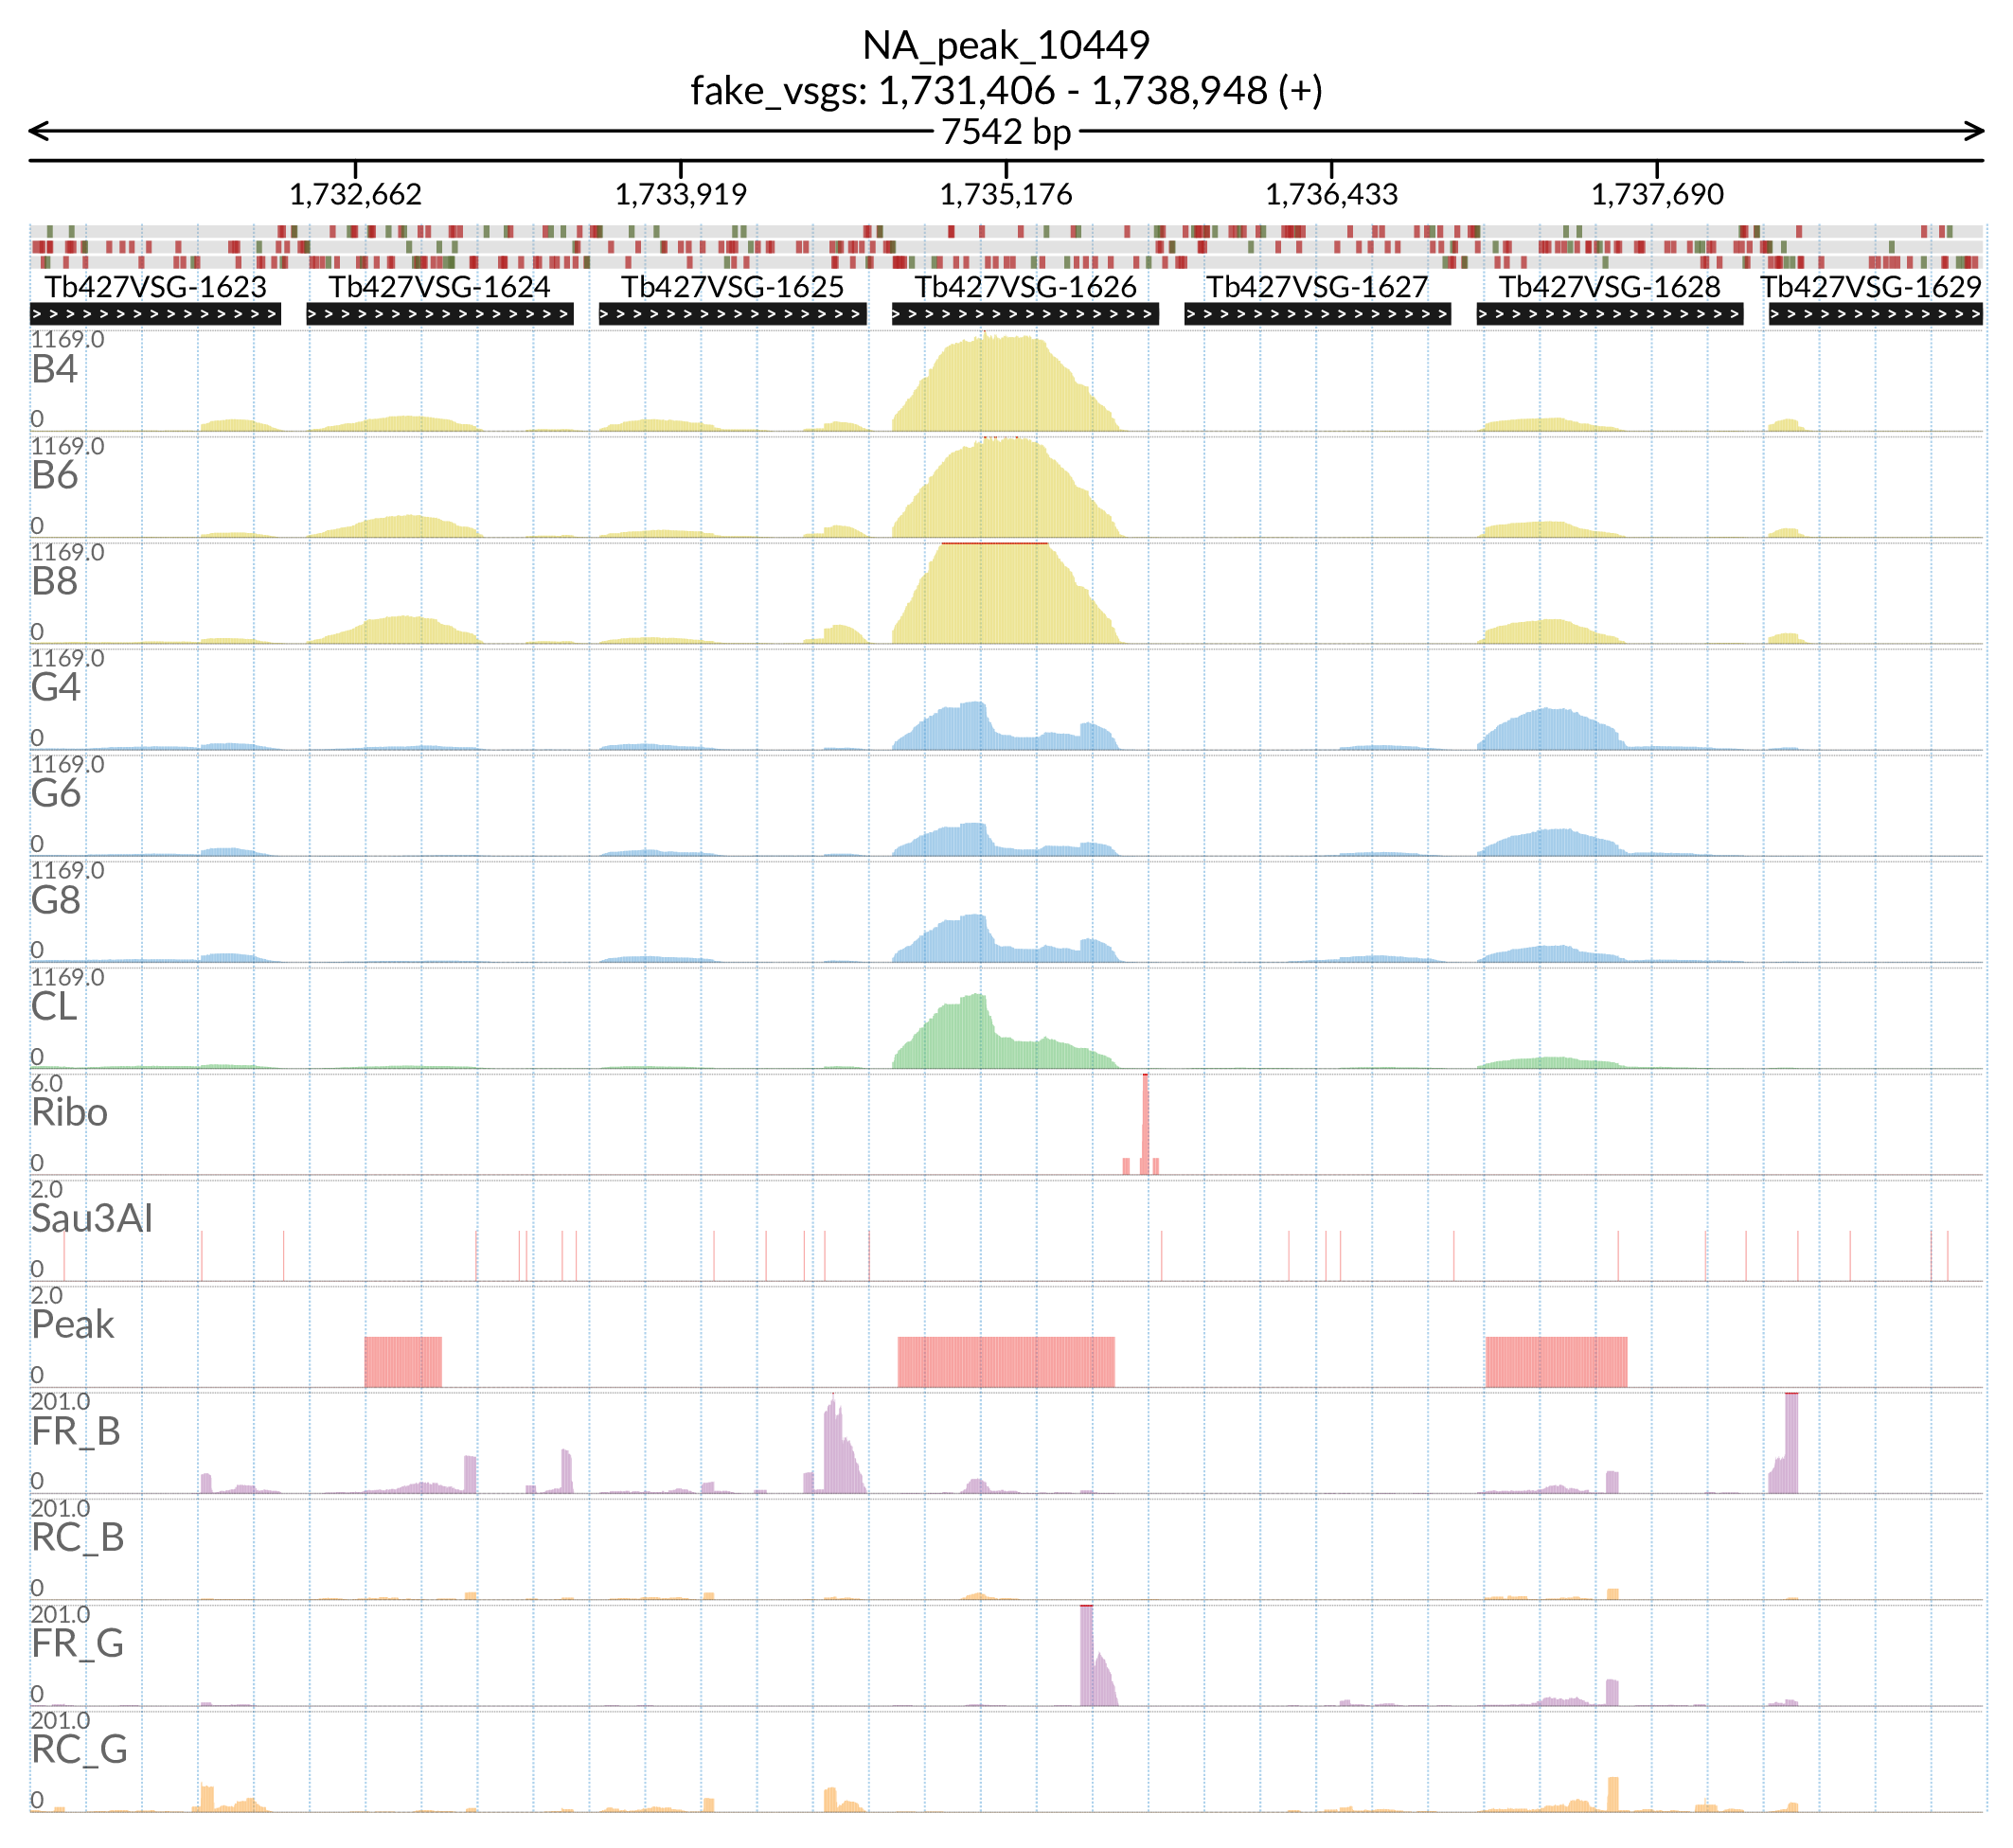 NA_peak_10449
fake_vsgs: 1,731,406 - 1,738,948 (+)
7542 bp
1,732,662 1,733,919 1,735,176 1,736,433 1,737,690
Tb427VSG-1623 Tb427VSG-1624 Tb427VSG-1625 Tb427VSG-1626 Tb427VSG-1627 Tb427VSG-1628 Tb427VSG-1629
1169.0
B4
0
1169.0
B6
0
1169.0
B8
0
1169.0
G4
0
1169.0
G6
0
1169.0
G8
0
1169.0
CL
0
6.0
Ribo
0
2.0
Sau3AI
0
2.0
Peak
0
201.0
FR_B
0
201.0
RC_B
0
201.0
FR_G
0
201.0
RC_G
0